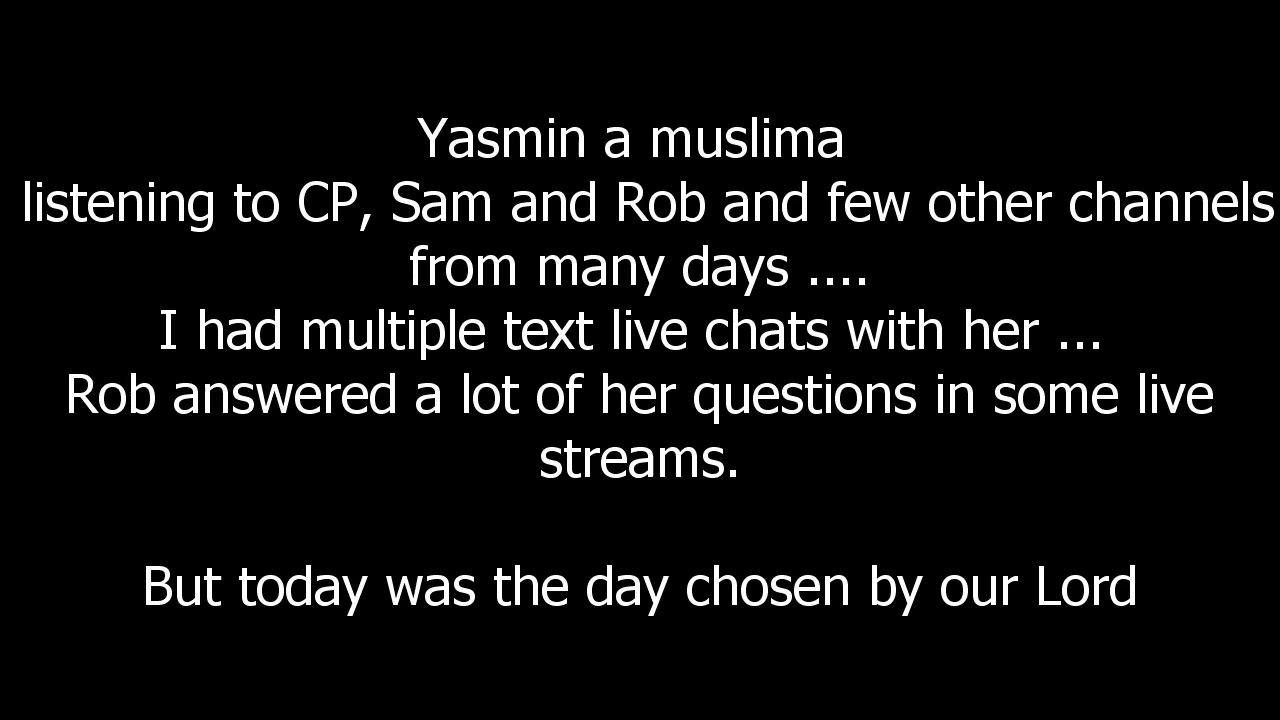 Yasmin a muslima
listening to CP, Sam and Rob and few other channels
from many days ....
I had multiple text live chats with her ...
Rob answered a lot of her questions in some live
streams.
But today was the day chosen by our Lord